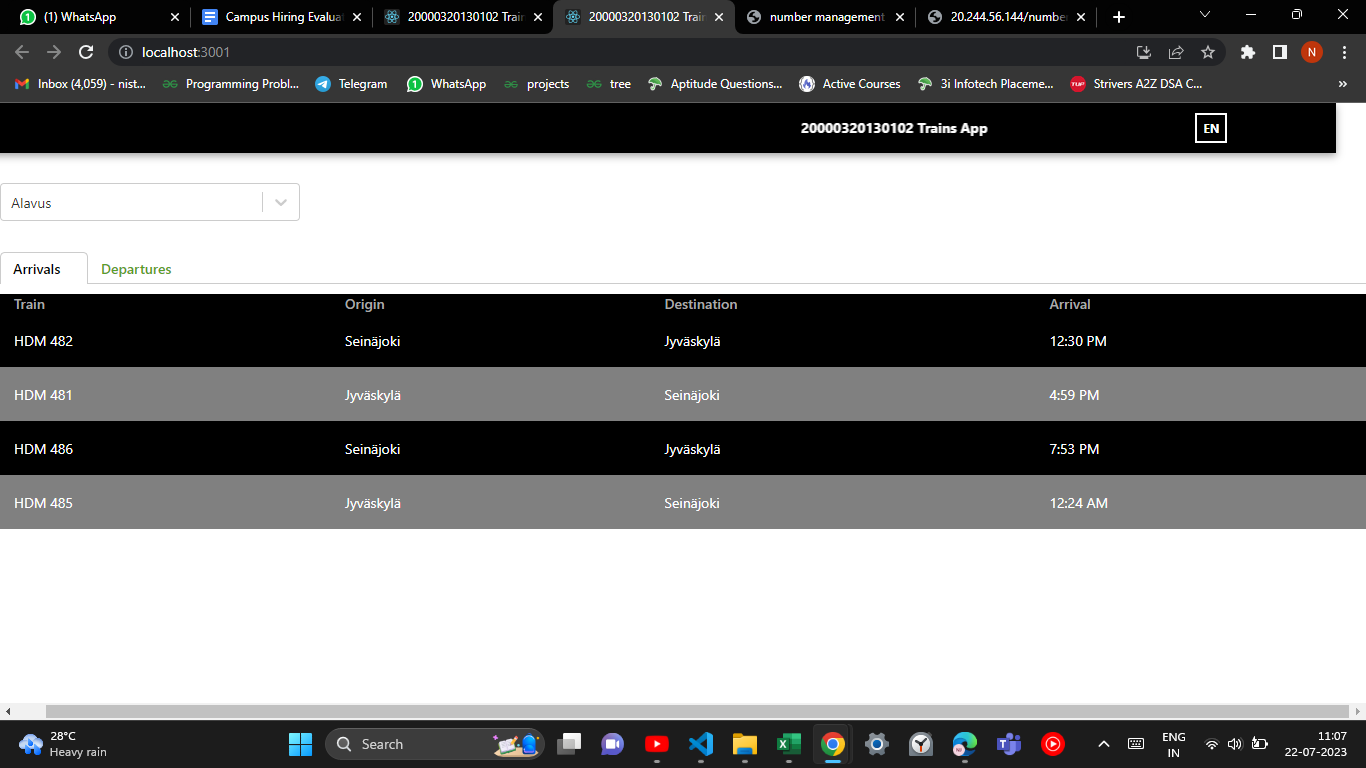 (1) WhatsApp
Campus Hiring Evalua
20000320130102 Train
20000320130102 Train
number management
20.244.56.144/numbe
localhost:3001
N
Inbox (4,059) - nist...
Programming Probl...
Telegram
WhatsApp
projects
tree
Aptitude Questions...
Active Courses
3i Infotech Placeme...
Strivers A2Z DSA C...
»
20000320130102 Trains App
EN
Alavus
Arrivals Departures
Train Origin Destination Arrival
HDM 482 Seinäjoki Jyväskylä 12:30 PM
HDM 481 Jyväskylä Seinäjoki 4:59 PM
HDM 486 Seinäjoki Jyväskylä 7:53 PM
HDM 485 Jyväskylä Seinäjoki 12:24 AM
28°C
Heavy rain
Search
ENG
IN
11:07
22-07-2023